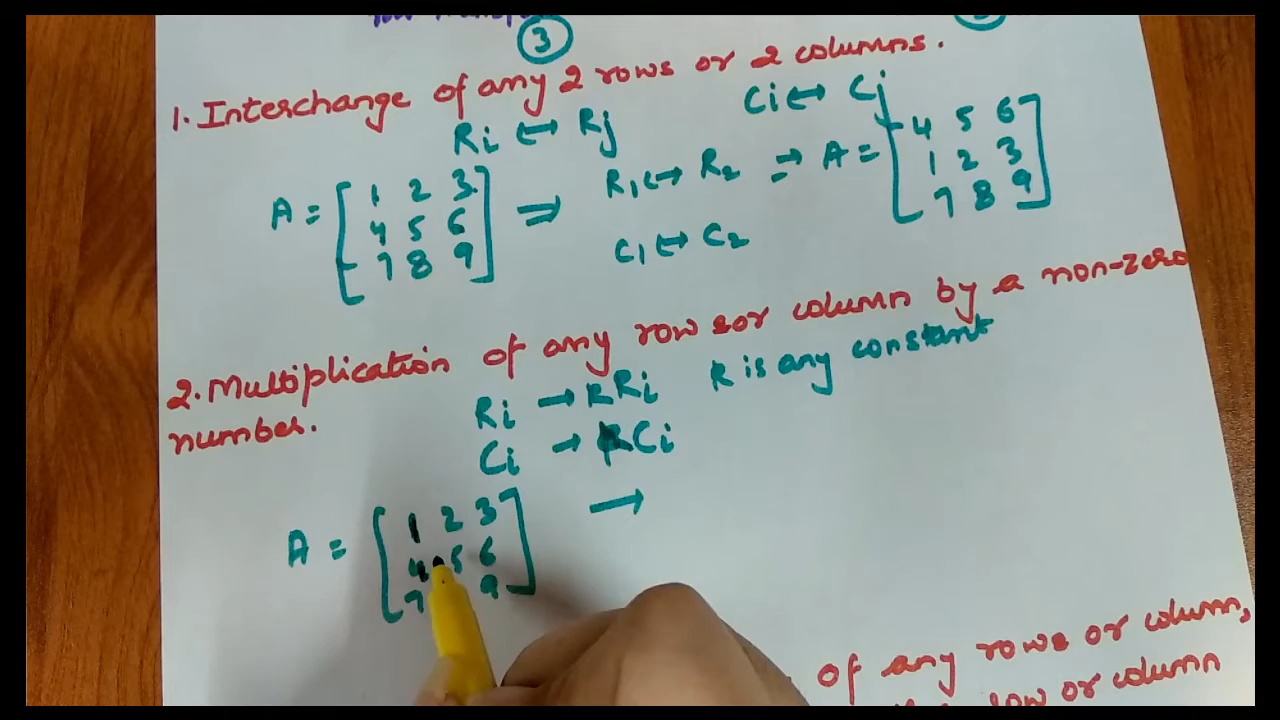 3
1. Interchange of any 2 rows or 2 columns.
Ri ↔ Rj Ci ↔ Cj
A = [1 2 3 ⇒ R1 ↔ R2 ⇒ A = [4 5 6
4 5 6 1 2 3
7 8 9] C1 ↔ C2 7 8 9]
2. Multiplication of any row sor column by a non-zero
number.
Ri → kRi k is any constant
Ci → kCi
A = [1 2 3 →
4 5 6
7 9]
of any rows or column,
row or column